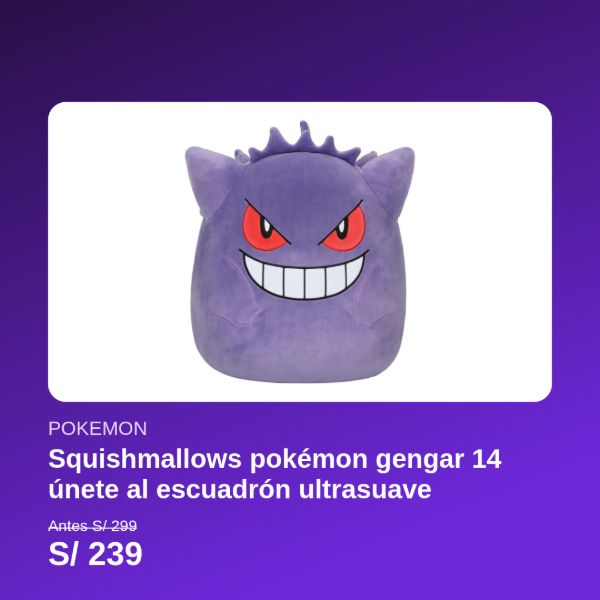 POKEMON
Squishmallows pokémon gengar 14
únete al escuadrón ultrasuave
Antes S/ 299
S/ 239